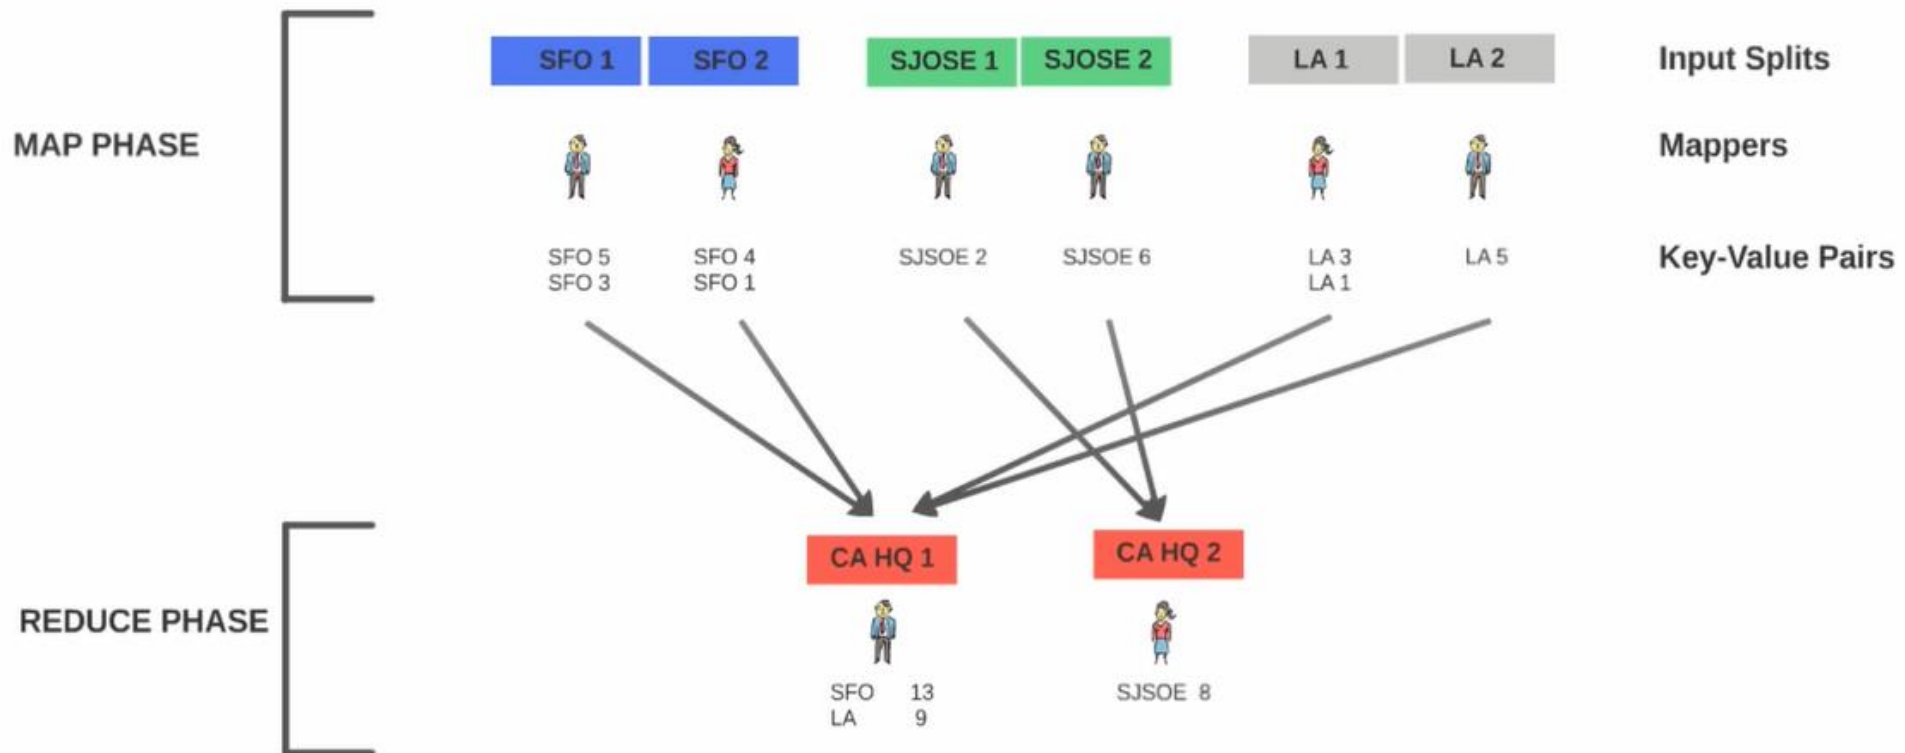 SFO 1 SFO 2 SJOSE 1 SJOSE 2 LA 1 LA 2 Input Splits
MAP PHASE Mappers
SFO 5 SFO 4 SJSOE 2 SJSOE 6 LA 3 LA 5 Key-Value Pairs
SFO 3 SFO 1 LA 1
CA HQ 1 CA HQ 2
REDUCE PHASE
SFO 13 SJSOE 8
LA 9